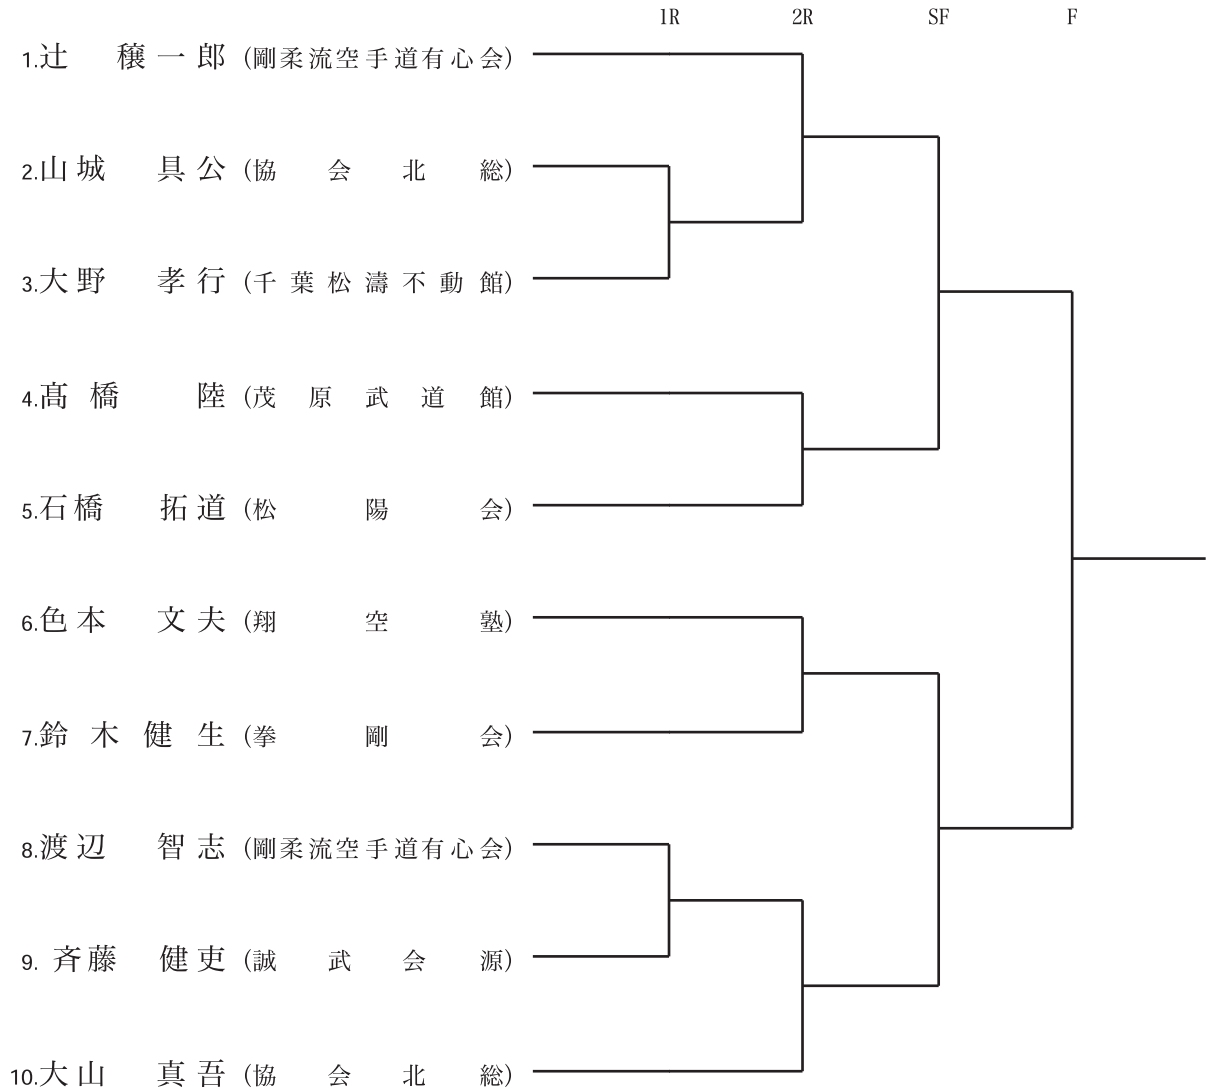 1R 2R SF F
1.辻 穣一郎 (剛柔流空手道有心会)
2.山城 具公 (協会北総)
3.大野 孝行 (千葉松濤不動館)
4.髙橋 陸 (茂原武道館)
5.石橋 拓道 (松陽会)
6.色本 文夫 (翔空塾)
7.鈴木 健生 (拳剛会)
8.渡辺 智志 (剛柔流空手道有心会)
9. 斉藤 健吏 (誠武会源)
10.大山 真吾 (協会北総)